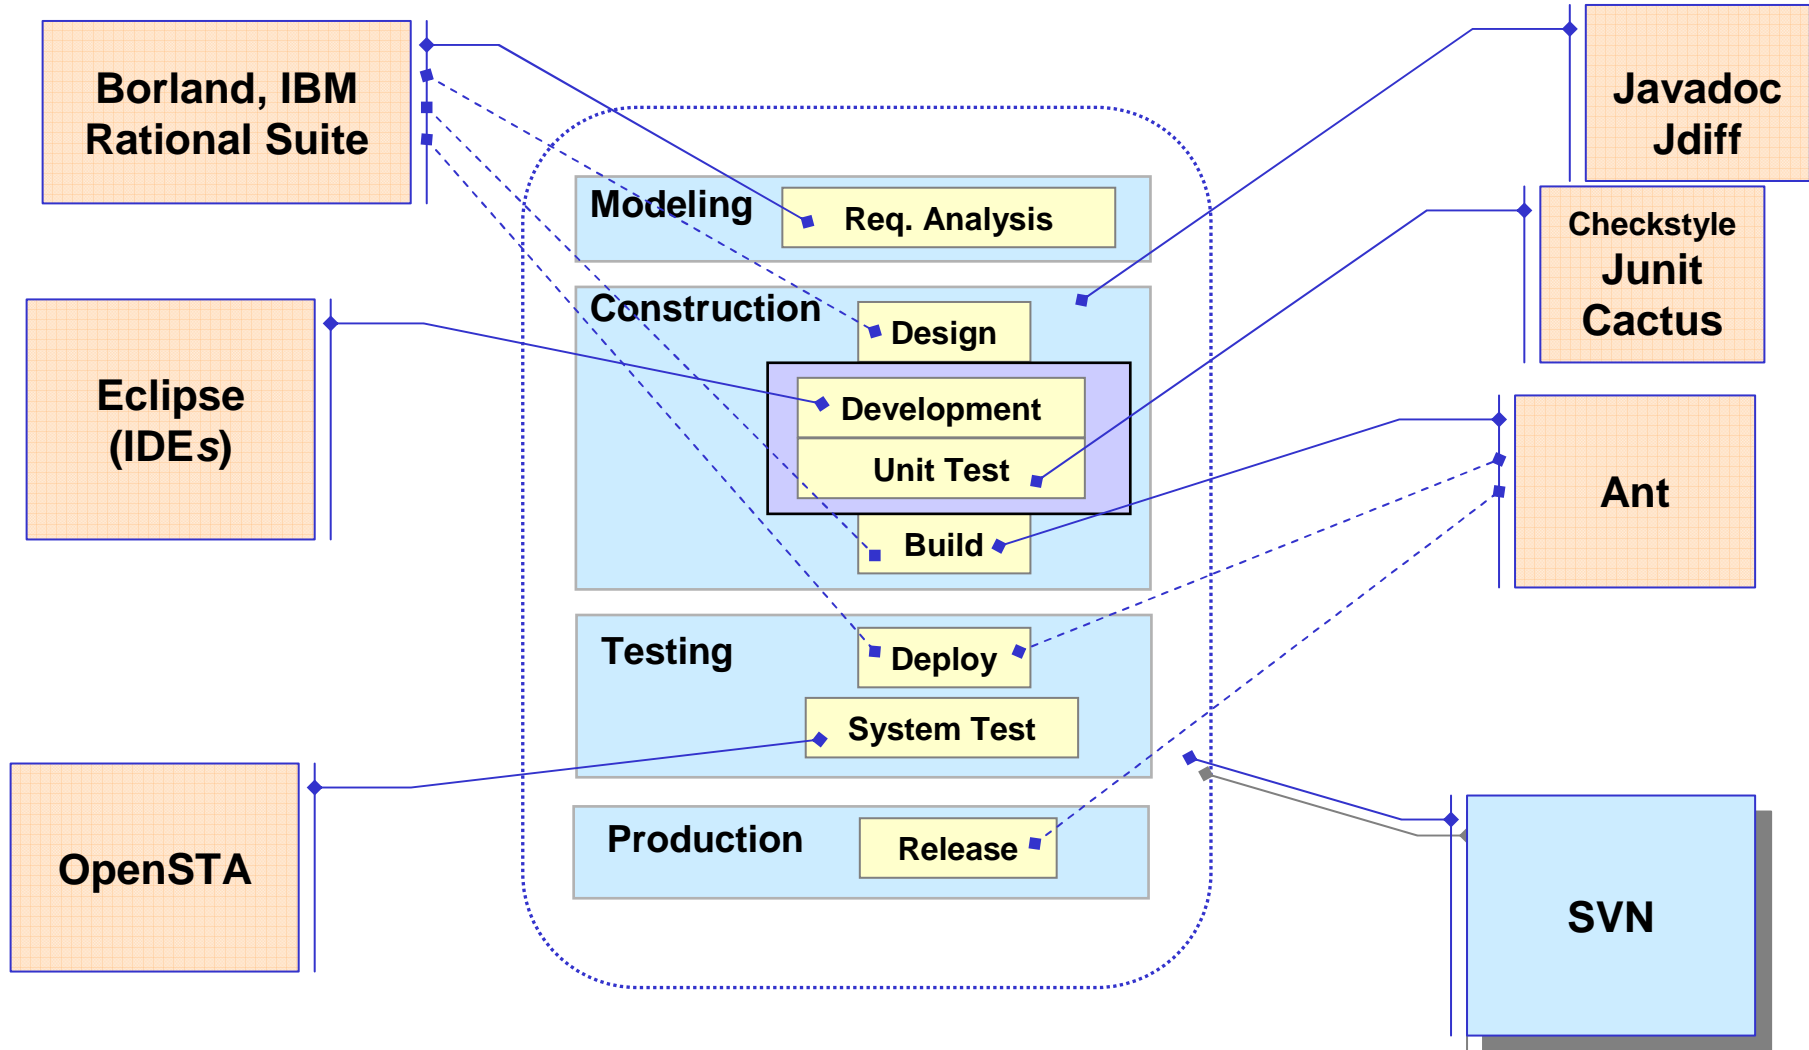 Borland, IBM
Rational Suite
Eclipse
(IDEs)
OpenSTA
Modeling
Req. Analysis
Construction
Design
Development
Unit Test
Build
Testing
Deploy
System Test
Production
Release
Javadoc
Jdiff
Checkstyle
Junit
Cactus
Ant
SVN